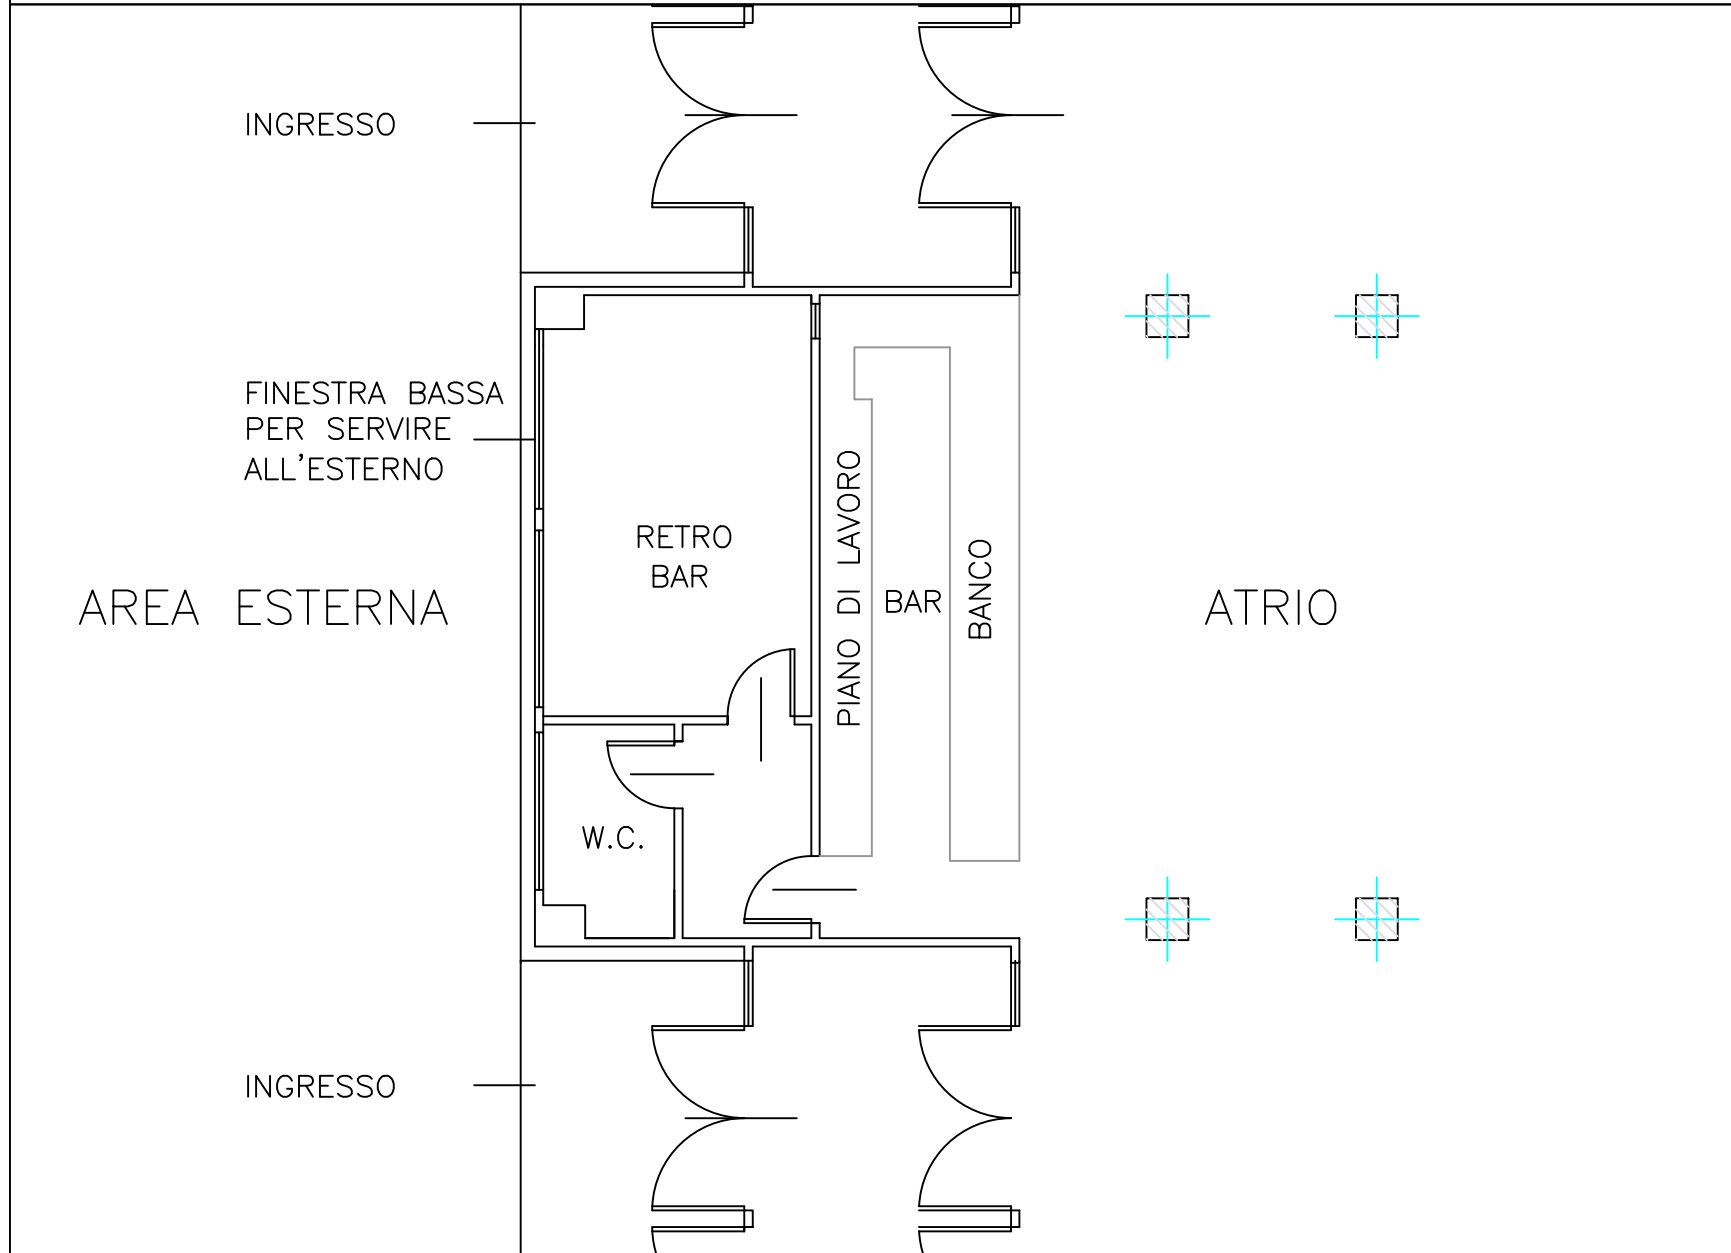 INGRESSO
FINESTRA BASSA
PER SERVIRE
ALL'ESTERNO
RETRO
BAR
PIANO DI LAVORO
BAR
BANCO
AREA ESTERNA
ATRIO
W.C.
INGRESSO